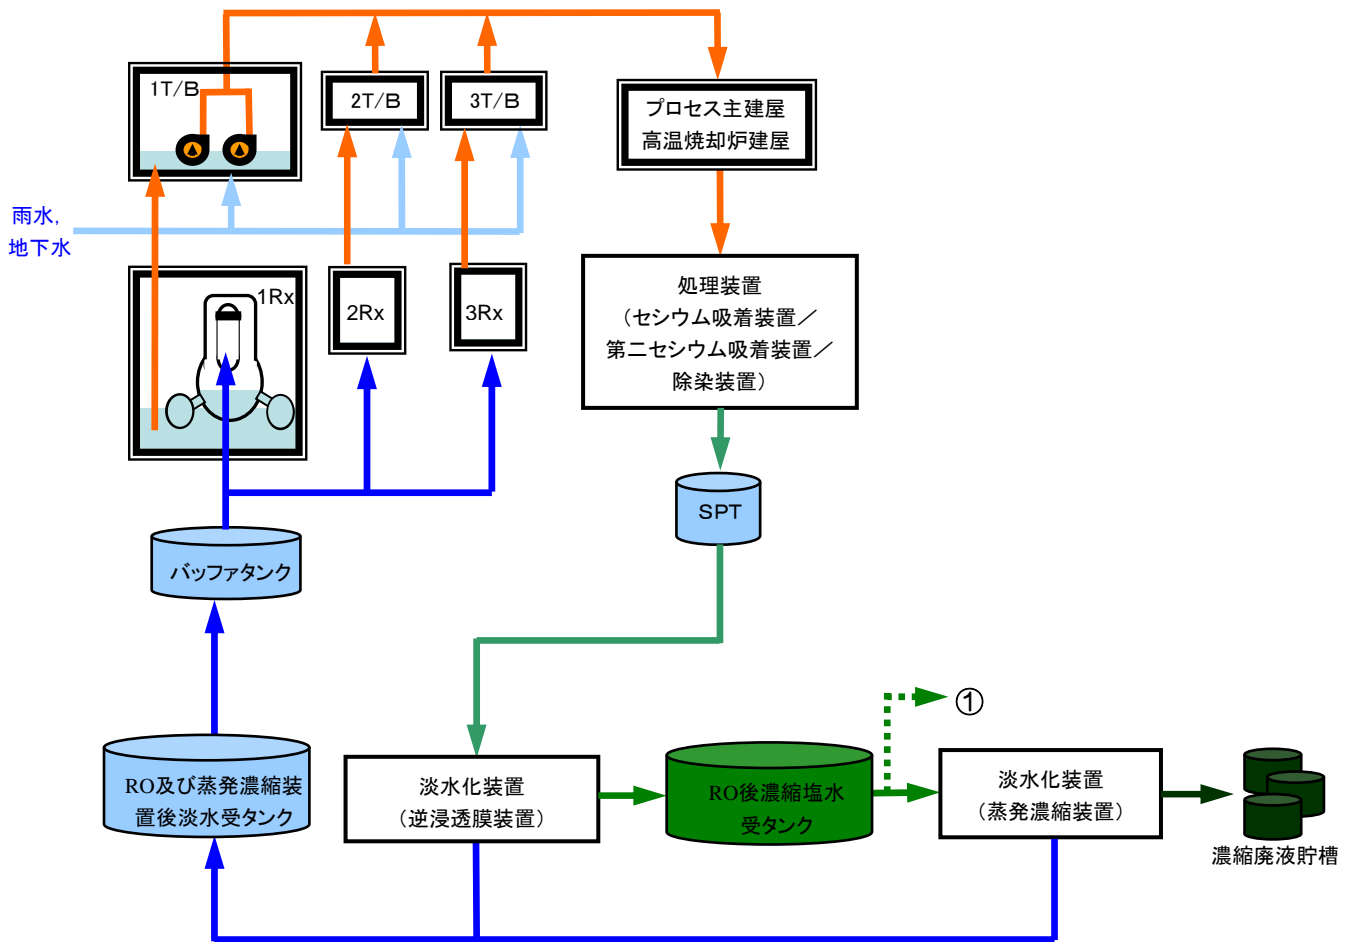 1T/B
2T/B
3T/B
プロセス主建屋
高温焼却炉建屋
雨水,
地下水
1Rx
2Rx
3Rx
処理装置
（セシウム吸着装置／
第二セシウム吸着装置／
除染装置）
SPT
バッファタンク
①
RO及び蒸発濃縮装
置後淡水受タンク
淡水化装置
（逆浸透膜装置）
RO後濃縮塩水
受タンク
淡水化装置
（蒸発濃縮装置）
濃縮廃液貯槽